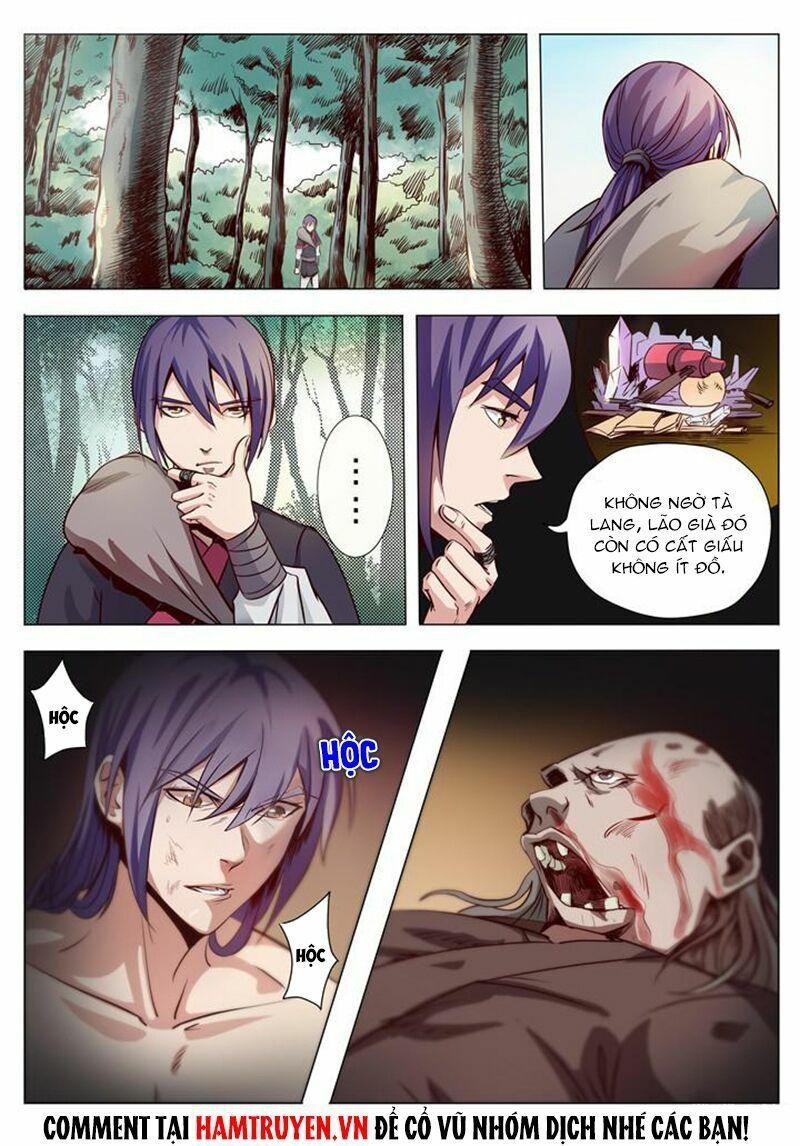 ......
KHÔNG NGỜ TÀ
LANG, LÃO GIÀ ĐÓ
CÒN CÓ CẤT GIẤU
KHÔNG ÍT ĐỒ.
HỘC
HỘC
HỘC
COMMENT TẠI HAMTRUYEN.VN ĐỂ CỔ VŨ NHÓM DỊCH NHÉ CÁC BẠN!